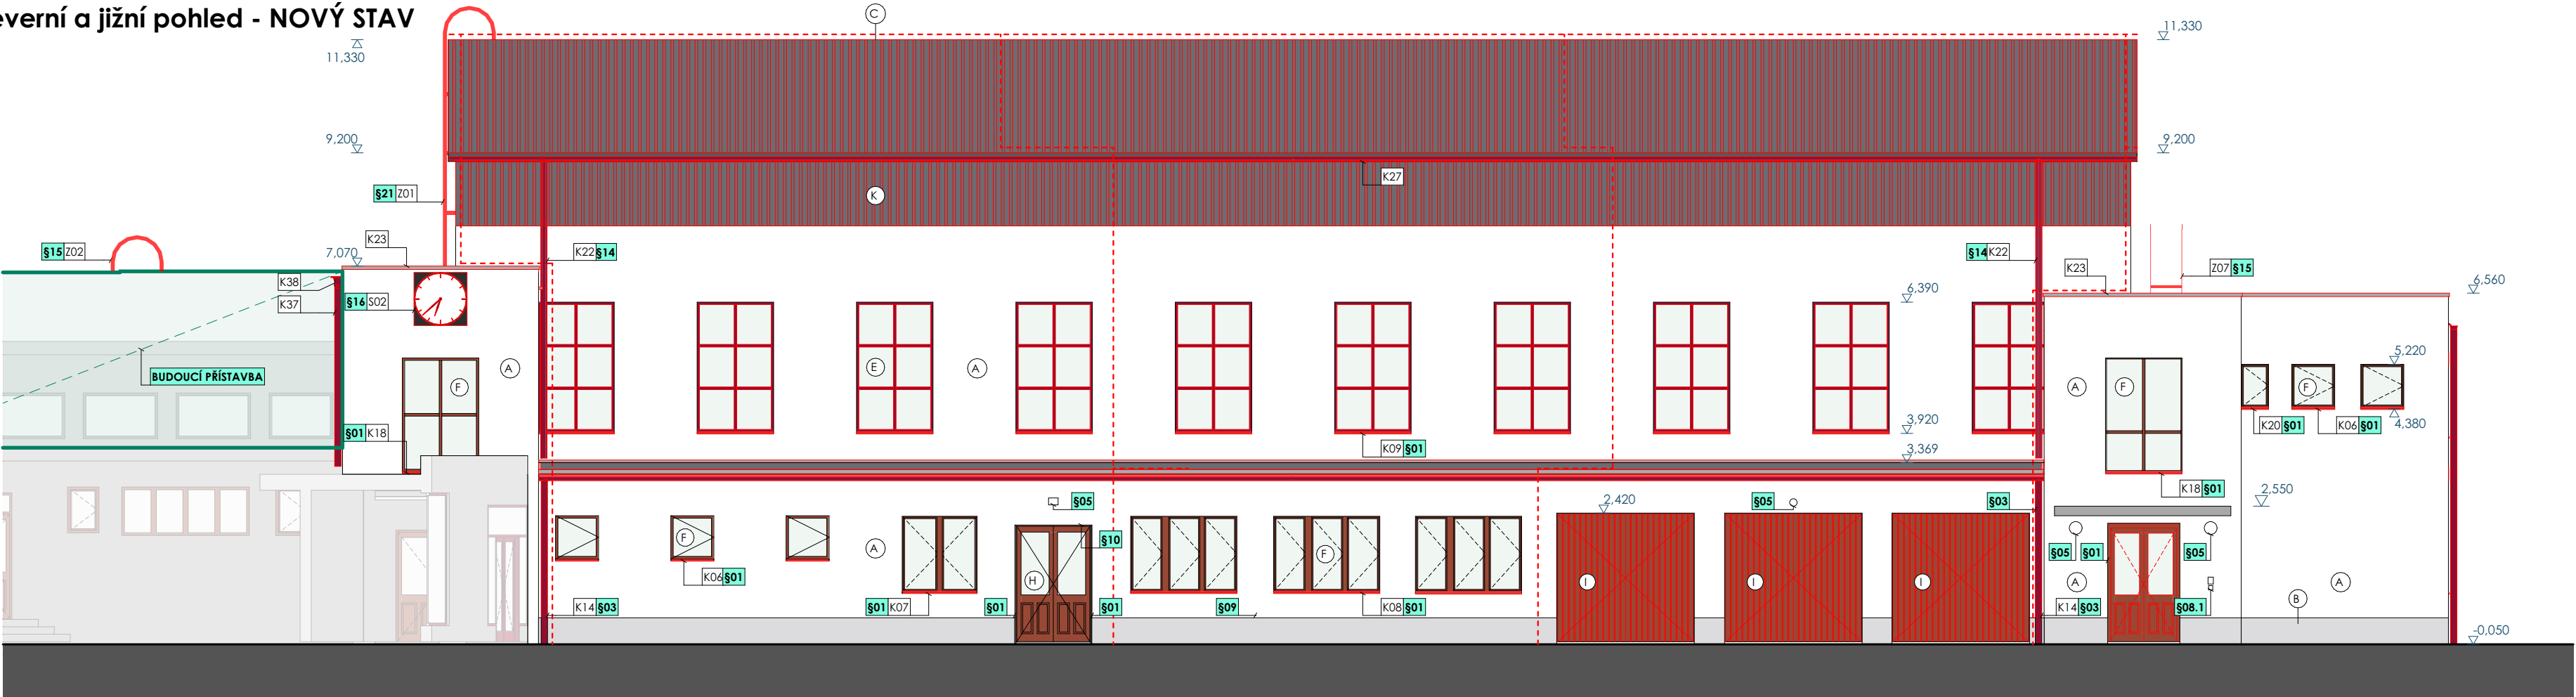 everní a jižní pohled - NOVÝ STAV
C
11,330
11,330
9,200
9,200
K27
§21 Z01
K
§15 Z02
K23
7,070
K22 §14
§14 K22
K23
Z07 §15
K38
K37
§16 S02
6,390
6,560
BUDOUCÍ PŘÍSTAVBA
F
A
E
A
A
F
5,220
F
§01 K18
K09 §01
3,920
3,369
K20 §01
K06 §01
4,380
K18 §01
§05
2,420
§05
§03
2,550
F
A
§10
F
§05
§01
§05
K06 §01
H
I
I
I
A
A
K14 §03
§01 K07
§01
§01
§09
K08 §01
K14 §03
§08.1
B
-0,050